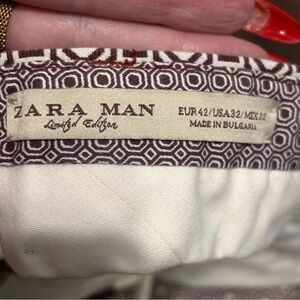 ZARA MAN
Limited Edition
EUR 42/USA 32/MEX 32
MADE IN BULGARIA